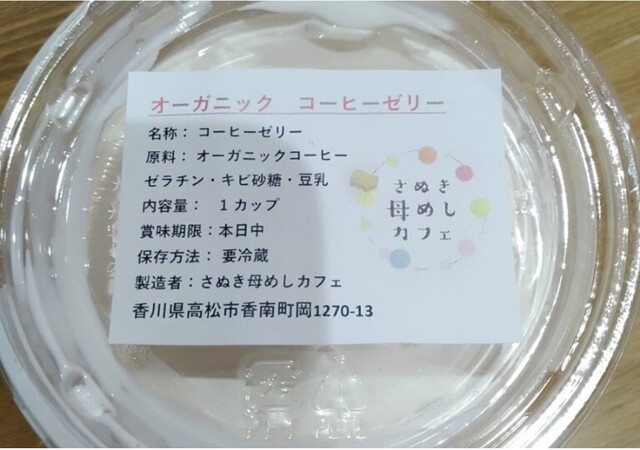 オーガニック　コーヒーゼリー
名称： コーヒーゼリー
原料： オーガニックコーヒー
ゼラチン・キビ砂糖・豆乳
内容量：　1カップ
賞味期限：本日中
保存方法： 要冷蔵
製造者：さぬき母めしカフェ
香川県高松市香南町岡1270-13
さぬき
母めし
カフェ